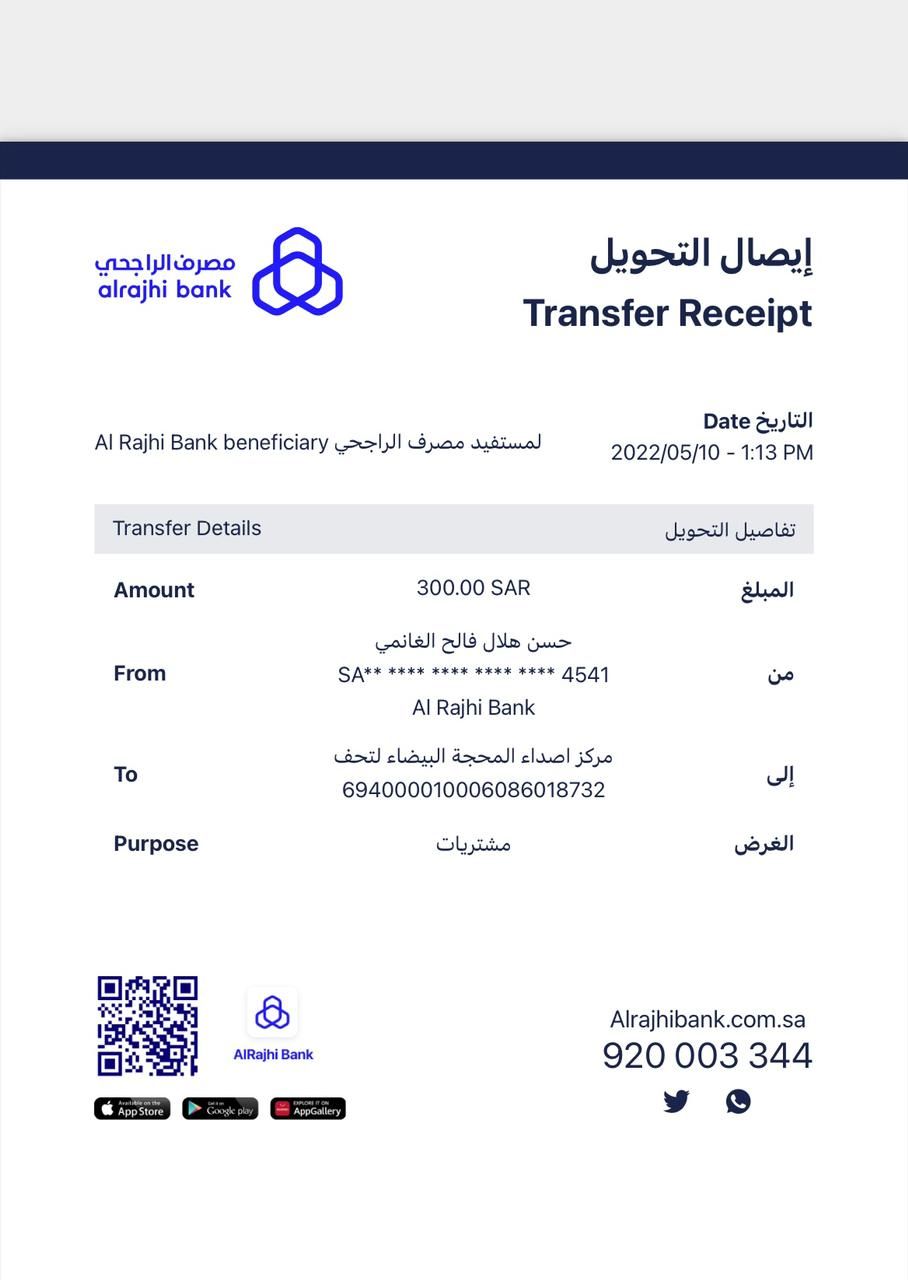 مصرف الراجحي
alrajhi bank
إيصال التحويل
Transfer Receipt
التاريخ Date
2022/05/10 - 1:13 PM
Al Rajhi Bank beneficiary لمستفيد مصرف الراجحي
Transfer Details تفاصيل التحويل
Amount 300.00 SAR المبلغ
حسن هلال فالح الغانمي
From SA** **** **** **** **** 4541 من
Al Rajhi Bank
مركز اصداء المحجة البيضاء لتحف
To إلى
694000010006086018732
Purpose مشتريات الغرض
AlRajhi Bank
Available on the App Store
Get it on Google play
EXPLORE IT ON AppGallery
Alrajhibank.com.sa
920 003 344